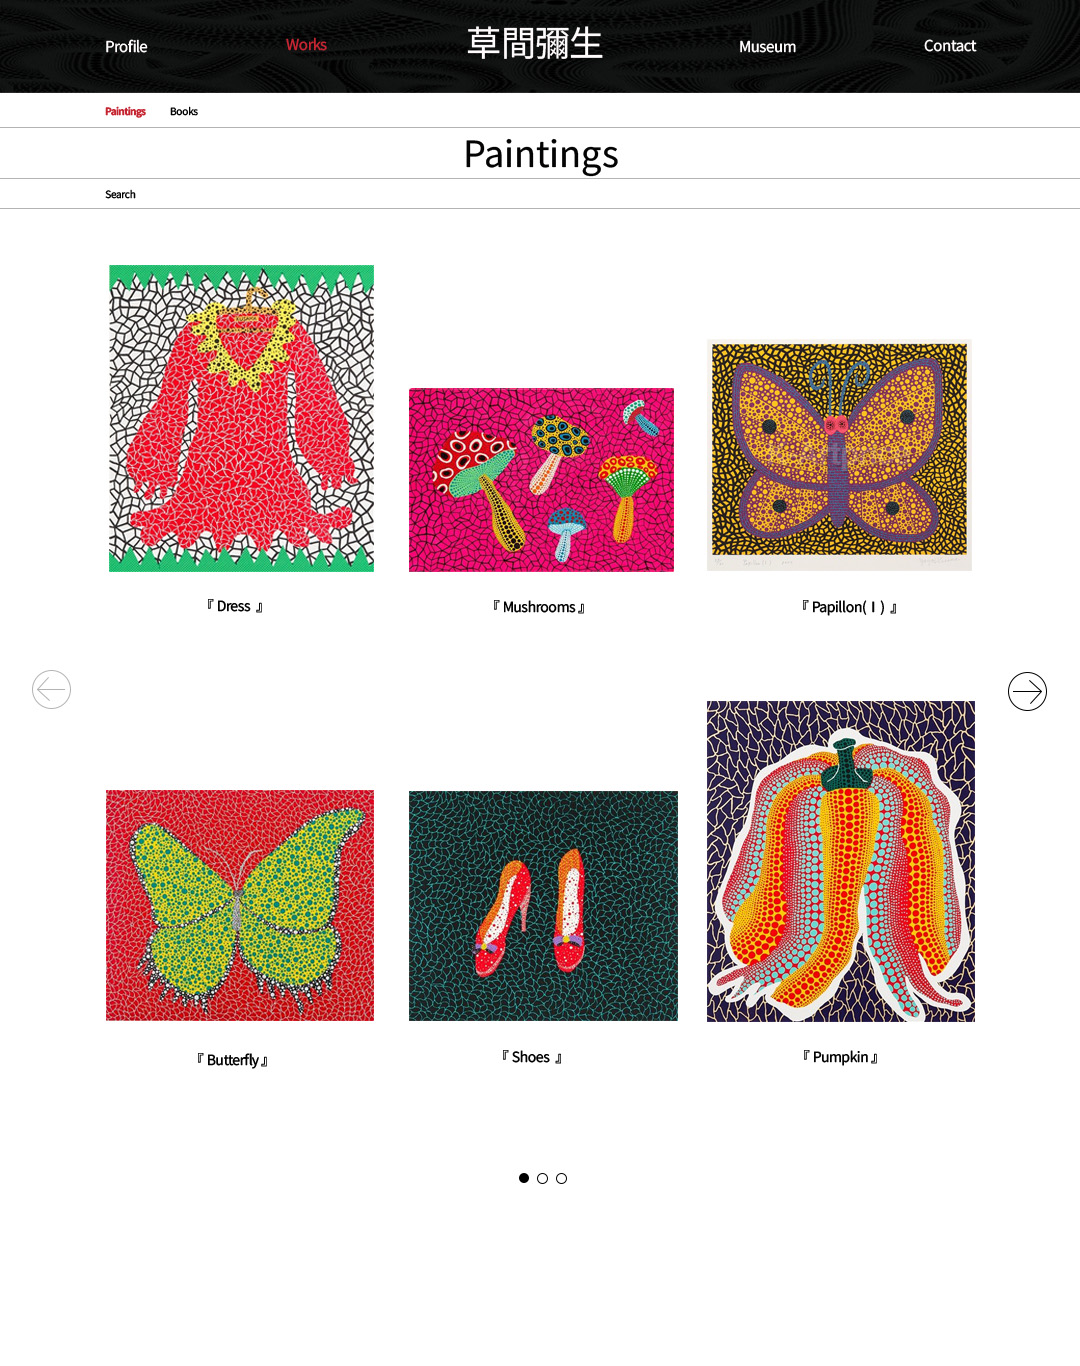 Profile Works 草間彌生 Museum Contact
Paintings Books
Paintings
Search
『 Dress 』
『 Mushrooms 』
『 Papillon( I ) 』
『 Butterfly 』
『 Shoes 』
『 Pumpkin 』